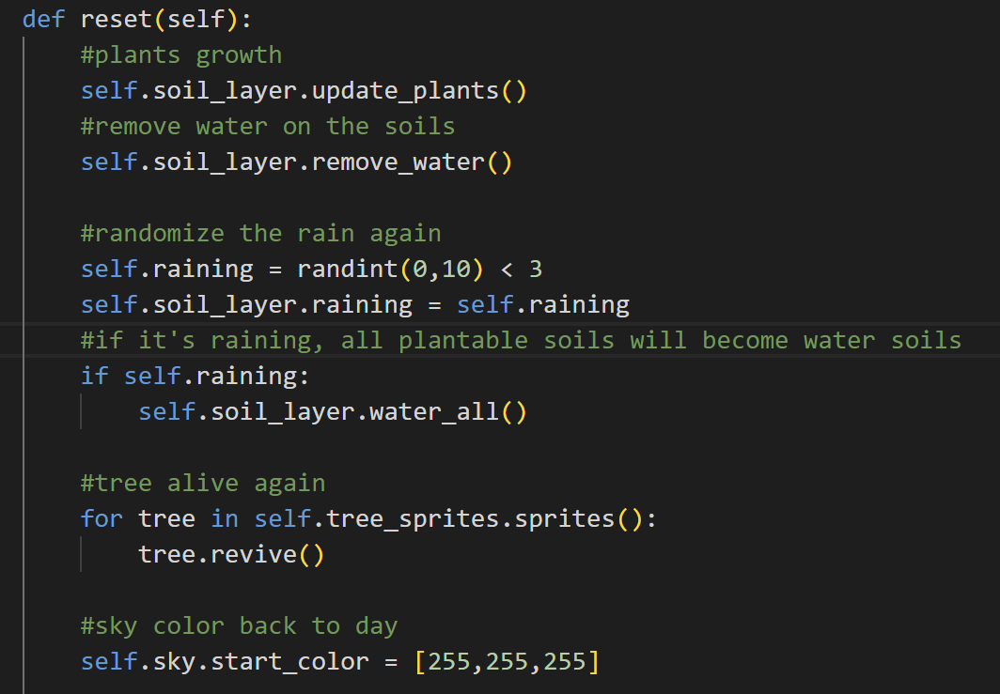 def reset(self):
    #plants growth
    self.soil_layer.update_plants()
    #remove water on the soils
    self.soil_layer.remove_water()

    #randomize the rain again
    self.raining = randint(0,10) < 3
    self.soil_layer.raining = self.raining
    #if it's raining, all plantable soils will become water soils
    if self.raining:
        self.soil_layer.water_all()

    #tree alive again
    for tree in self.tree_sprites.sprites():
        tree.revive()

    #sky color back to day
    self.sky.start_color = [255,255,255]